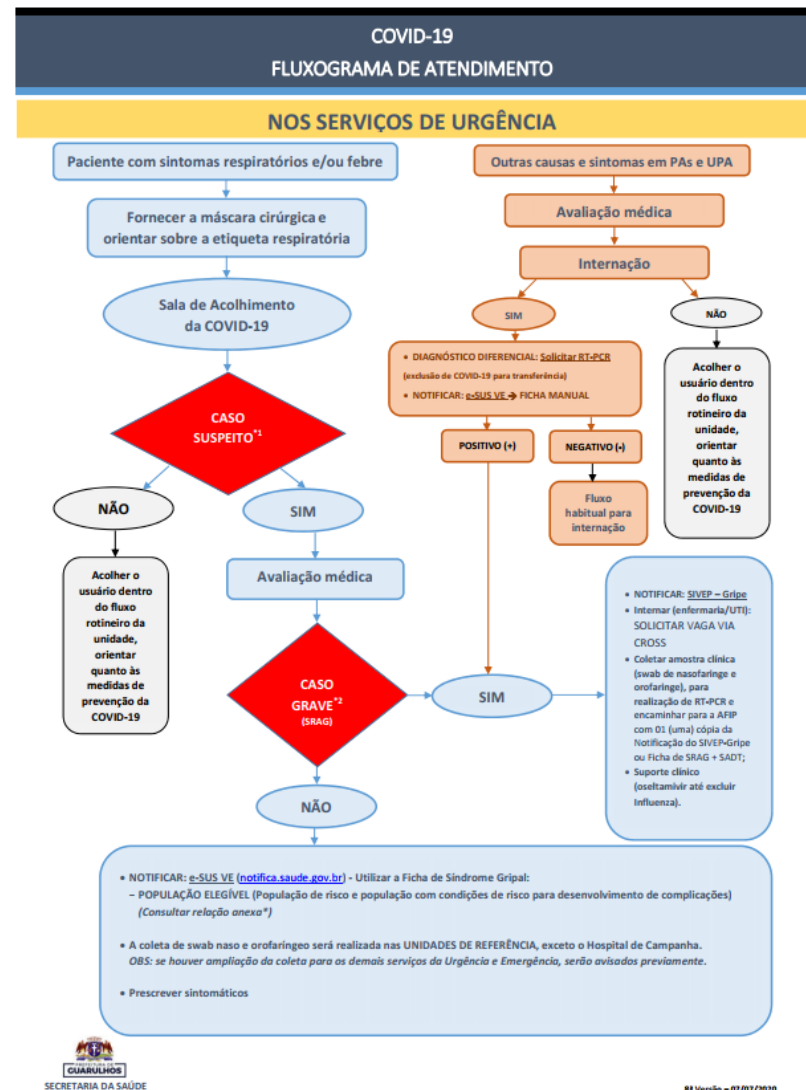 COVID-19
FLUXOGRAMA DE ATENDIMENTO
NOS SERVIÇOS DE URGÊNCIA
Paciente com sintomas respiratórios e/ou febre
Fornecer a máscara cirúrgica e
orientar sobre a etiqueta respiratória
Sala de Acolhimento
da COVID-19
CASO
SUSPEITO*1
NÃO
SIM
Acolher o
usuário dentro
do fluxo
rotineiro da
unidade,
orientar
quanto às
medidas de
prevenção da
COVID-19
Avaliação médica
CASO
GRAVE*2
(SRAG)
SIM
NÃO
Outras causas e sintomas em PAs e UPA
Avaliação médica
Internação
SIM
NÃO
• DIAGNÓSTICO DIFERENCIAL: Solicitar RT-PCR
(exclusão de COVID-19 para transferência)
• NOTIFICAR: e-SUS VE → FICHA MANUAL
POSITIVO (+)
NEGATIVO (-)
Fluxo
habitual para
internação
Acolher o
usuário dentro
do fluxo
rotineiro da
unidade,
orientar
quanto às
medidas de
prevenção da
COVID-19
• NOTIFICAR: SIVEP – Gripe
• Internar (enfermaria/UTI):
SOLICITAR VAGA VIA
CROSS
• Coletar amostra clínica
(swab de nasofaringe e
orofaringe), para
realização de RT-PCR e
encaminhar para a AFIP
com 01 (uma) cópia da
Notificação do SIVEP-Gripe
ou Ficha de SRAG + SADT;
• Suporte clínico
(oseltamivir até excluir
Influenza).
• NOTIFICAR: e-SUS VE (notifica.saude.gov.br) - Utilizar a Ficha de Síndrome Gripal:
– POPULAÇÃO ELEGÍVEL (População de risco e população com condições de risco para desenvolvimento de complicações)
(Consultar relação anexa*)
• A coleta de swab naso e orofaríngeo será realizada nas UNIDADES DE REFERÊNCIA, exceto o Hospital de Campanha.
OBS: se houver ampliação da coleta para os demais serviços da Urgência e Emergência, serão avisados previamente.
• Prescrever sintomáticos
PREFEITURA DE
GUARULHOS
SECRETARIA DA SAÚDE
8ª Versão – 07/07/2020